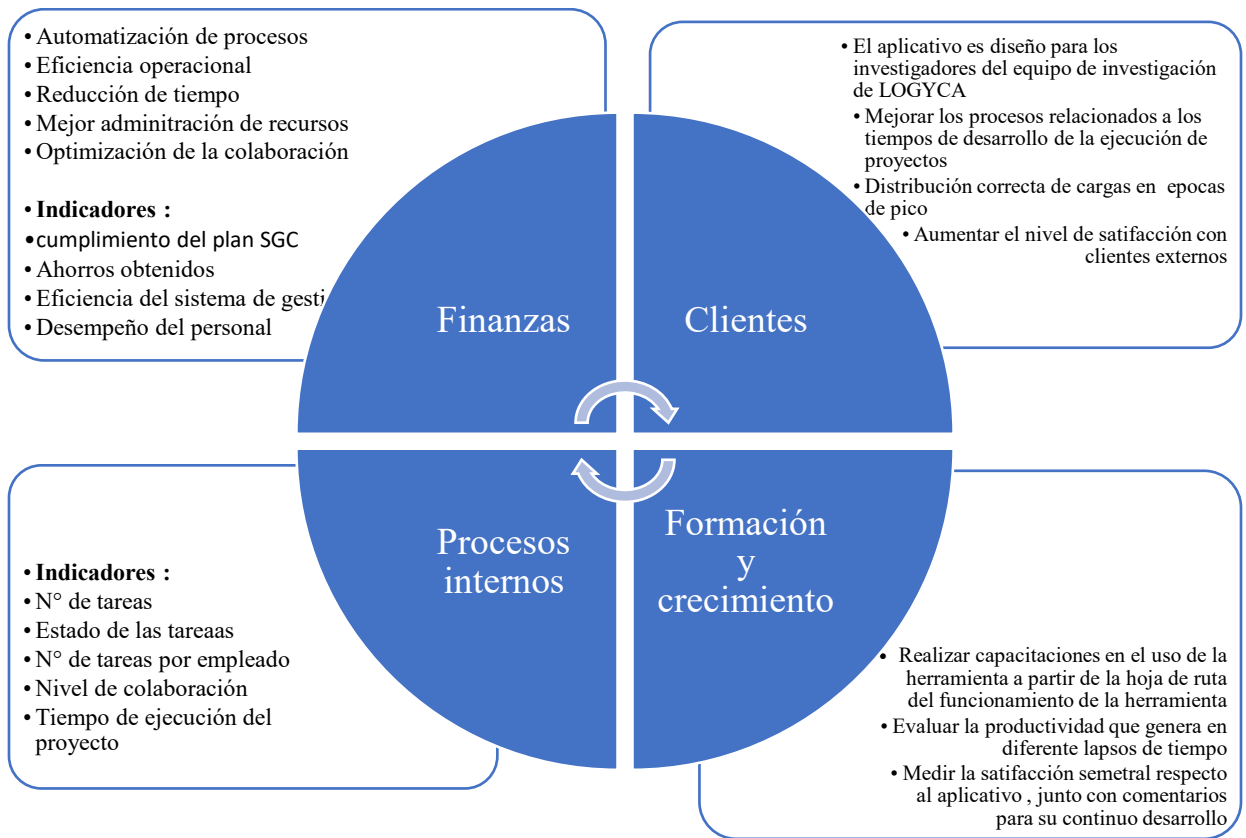 • Automatización de procesos
• Eficiencia operacional
• Reducción de tiempo
• Mejor adminitración de recursos
• Optimización de la colaboración
• Indicadores :
• cumplimiento del plan SGC
• Ahorros obtenidos
• Eficiencia del sistema de gesti
• Desempeño del personal
Finanzas
• El aplicativo es diseño para los
investigadores del equipo de investigación
de LOGYCA
• Mejorar los procesos relacionados a los
tiempos de desarrollo de la ejecución de
proyectos
• Distribución correcta de cargas en epocas
de pico
• Aumentar el nivel de satifacción con
clientes externos
Clientes
• Indicadores :
• N° de tareas
• Estado de las tareaas
• N° de tareas por empleado
• Nivel de colaboración
• Tiempo de ejecución del
proyecto
Procesos
internos
Formación
y
crecimiento
• Realizar capacitaciones en el uso de la
herramienta a partir de la hoja de ruta
del funcionamiento de la herramienta
• Evaluar la productividad que genera en
diferente lapsos de tiempo
• Medir la satifacción semetral respecto
al aplicativo , junto con comentarios
para su continuo desarrollo